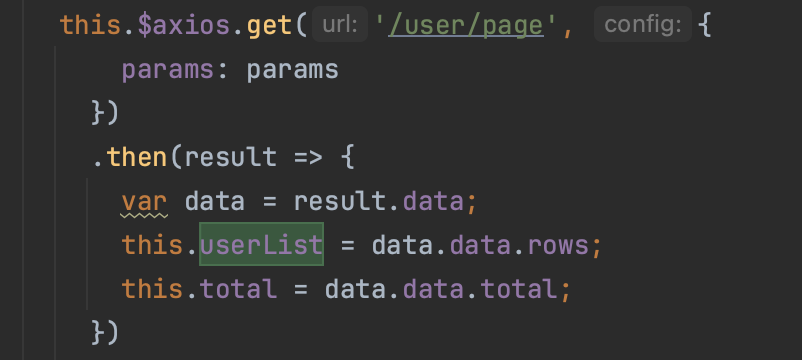 this.$axios.get( url: '/user/page', config: {
params: params
})
.then(result => {
var data = result.data;
this.userList = data.data.rows;
this.total = data.data.total;
})